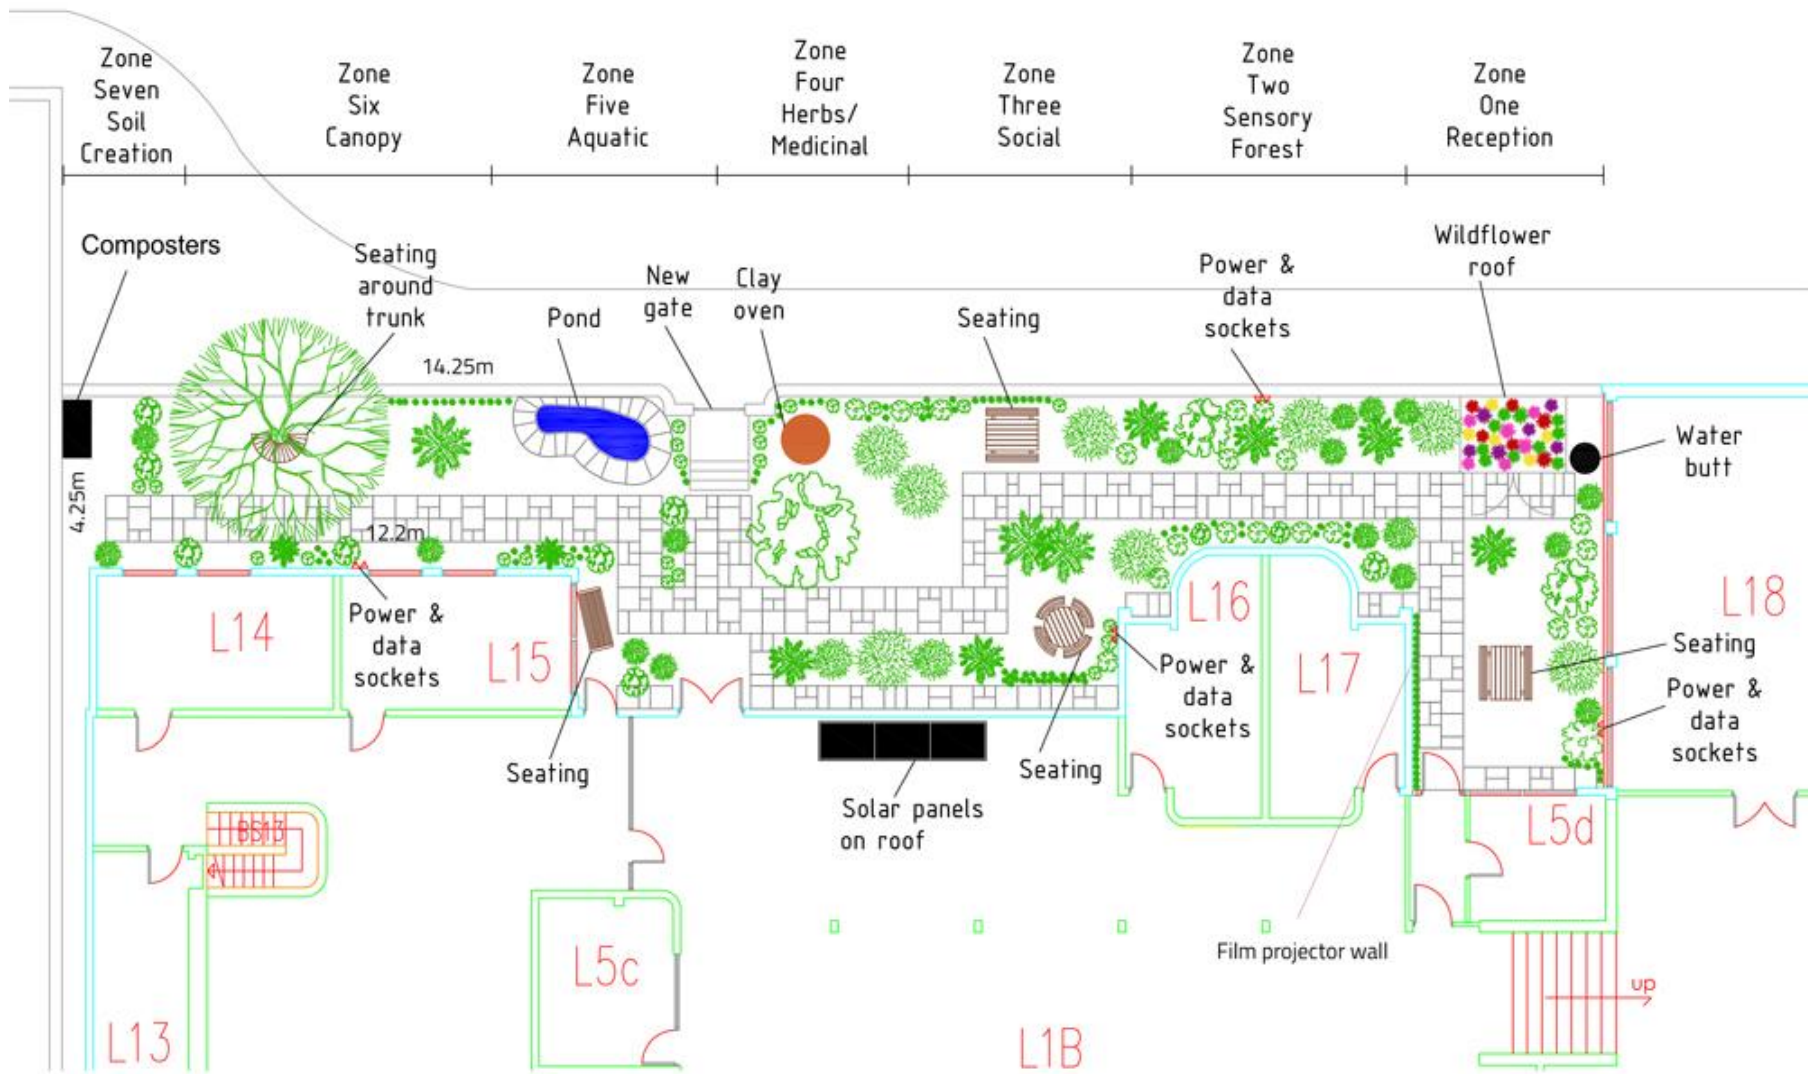 Zone
Seven
Soil
Creation
Zone
Six
Canopy
Zone
Five
Aquatic
Zone
Four
Herbs/
Medicinal
Zone
Three
Social
Zone
Two
Sensory
Forest
Zone
One
Reception
Composters
Seating
around
trunk
Pond
New
gate
Clay
oven
Seating
Power &
data
sockets
Wildflower
roof
14.25m
Water
butt
4.25m
12.2m
L14
Power &
data
sockets
L15
L16
L17
L18
Seating
Power &
data
sockets
Power &
data
sockets
Seating
Seating
Solar panels
on roof
BS13
L5d
L5c
Film projector wall
up
L13
L1B